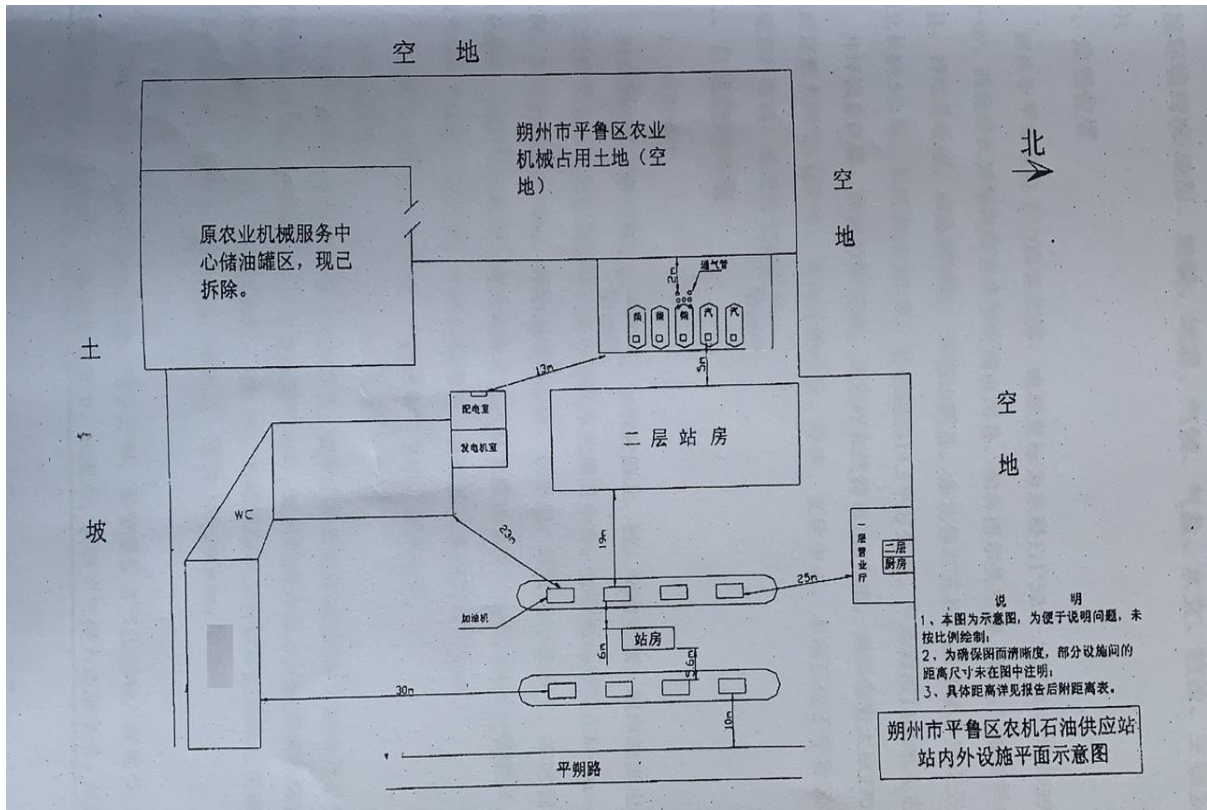 空 地
朔州市平鲁区农业
机械占用土地（空
地）
北
空
地
原农业机械服务中
心储油罐区，现已
拆除。
2m
通气管
柴
柴
柴
汽
汽
土
坡
13m
5m
配电室
发电机室
二层站房
空
地
WC
23m
19m
一层营业厅
二层
厨房
25m
加油机
站房
6m
5.6m
30m
10m
平朔路
说 明
1、本图为示意图，为便于说明问题，未
按比例绘制；
2、为确保图面清晰度，部分设施间的
距离尺寸未在图中注明；
3、具体距离详见报告后附距离表。
朔州市平鲁区农机石油供应站
站内外设施平面示意图